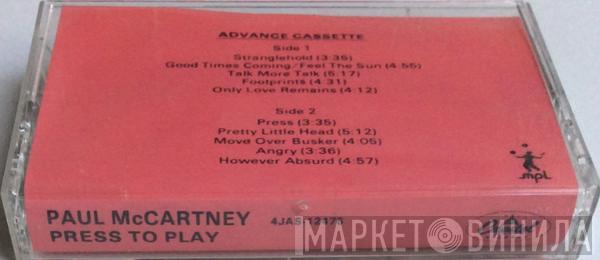 ADVANCE CASSETTE
Side 1
Stranglehold (3:35)
Good Times Coming/Feel The Sun (4:55)
Talk More Talk (5:17)
Footprints (4:31)
Only Love Remains (4:12)
Side 2
Press (3:35)
Pretty Little Head (5:12)
Move Over Busker (4:05)
Angry (3:36)
However Absurd (4:57)
mpl
PAUL McCARTNEY
4JAS-12475
PRESS TO PLAY
Capitol
МАРКЕТ ВИНИЛА